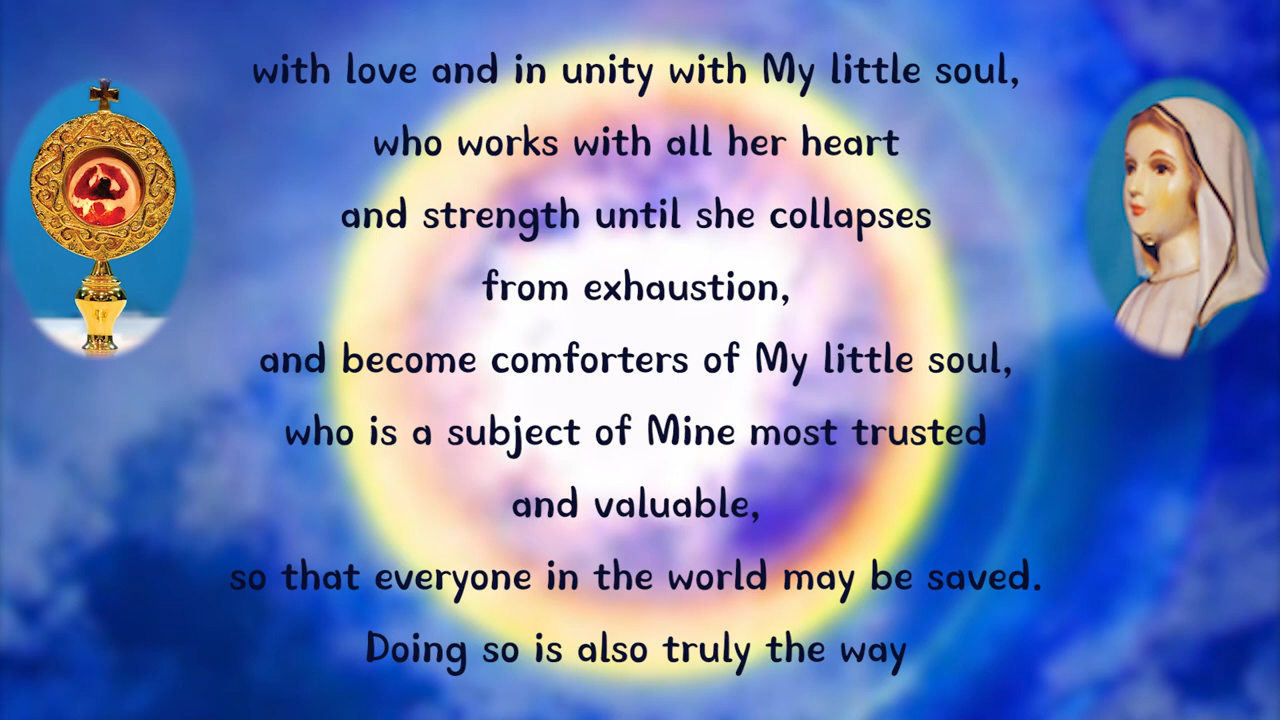 with love and in unity with My little soul,
who works with all her heart
and strength until she collapses
from exhaustion,
and become comforters of My little soul,
who is a subject of Mine most trusted
and valuable,
so that everyone in the world may be saved.
Doing so is also truly the way